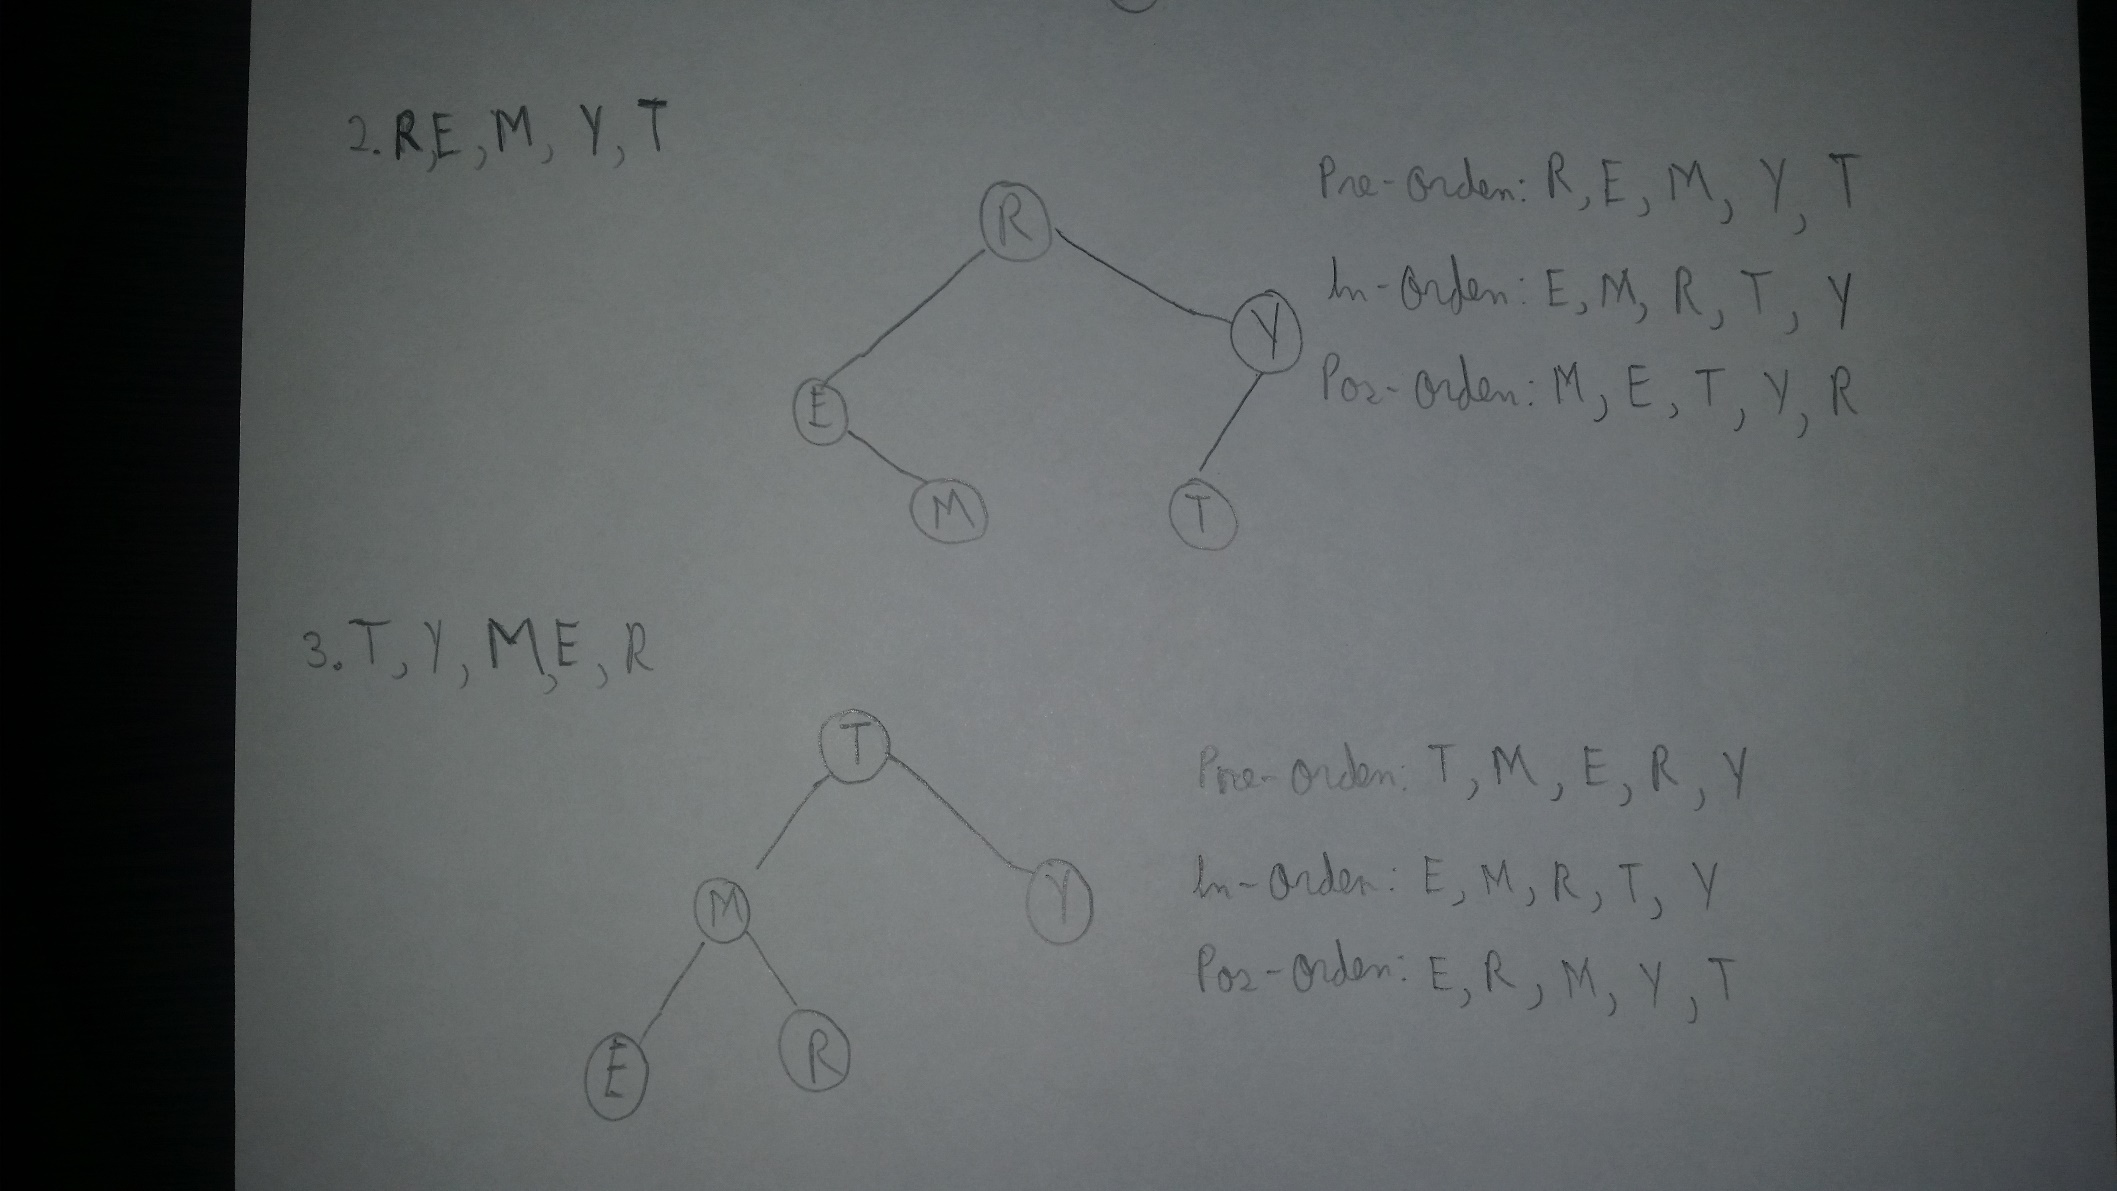 2. R,E,M,Y,T
R
Pre-Orden: R, E, M, Y, T
Y
In-Orden: E, M, R, T, Y
E
Pos-Orden: M, E, T, Y, R
M
T
3. T, Y, M,E, R
T
Pre-Orden: T, M, E, R, Y
M
Y
In-Orden: E, M, R, T, Y
Pos-Orden: E, R, M, Y, T
E
R